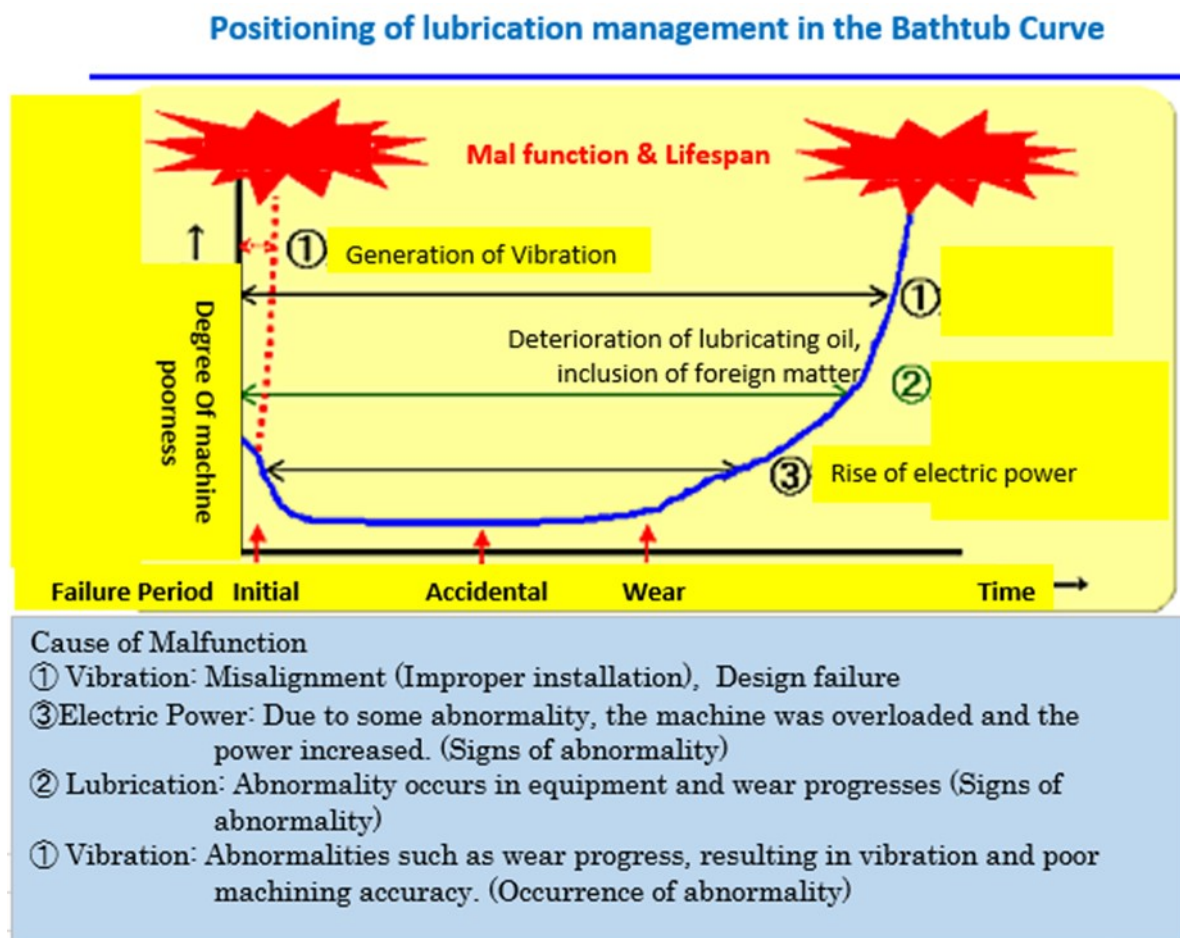 Positioning of lubrication management in the Bathtub Curve
Mal function & Lifespan
① Generation of Vibration
①
Deterioration of lubricating oil,
inclusion of foreign matter
②
③ Rise of electric power
Degree Of machine
poorness
Failure Period Initial Accidental Wear Time
Cause of Malfunction
① Vibration: Misalignment (Improper installation), Design failure
③Electric Power: Due to some abnormality, the machine was overloaded and the
power increased. (Signs of abnormality)
② Lubrication: Abnormality occurs in equipment and wear progresses (Signs of
abnormality)
① Vibration: Abnormalities such as wear progress, resulting in vibration and poor
machining accuracy. (Occurrence of abnormality)